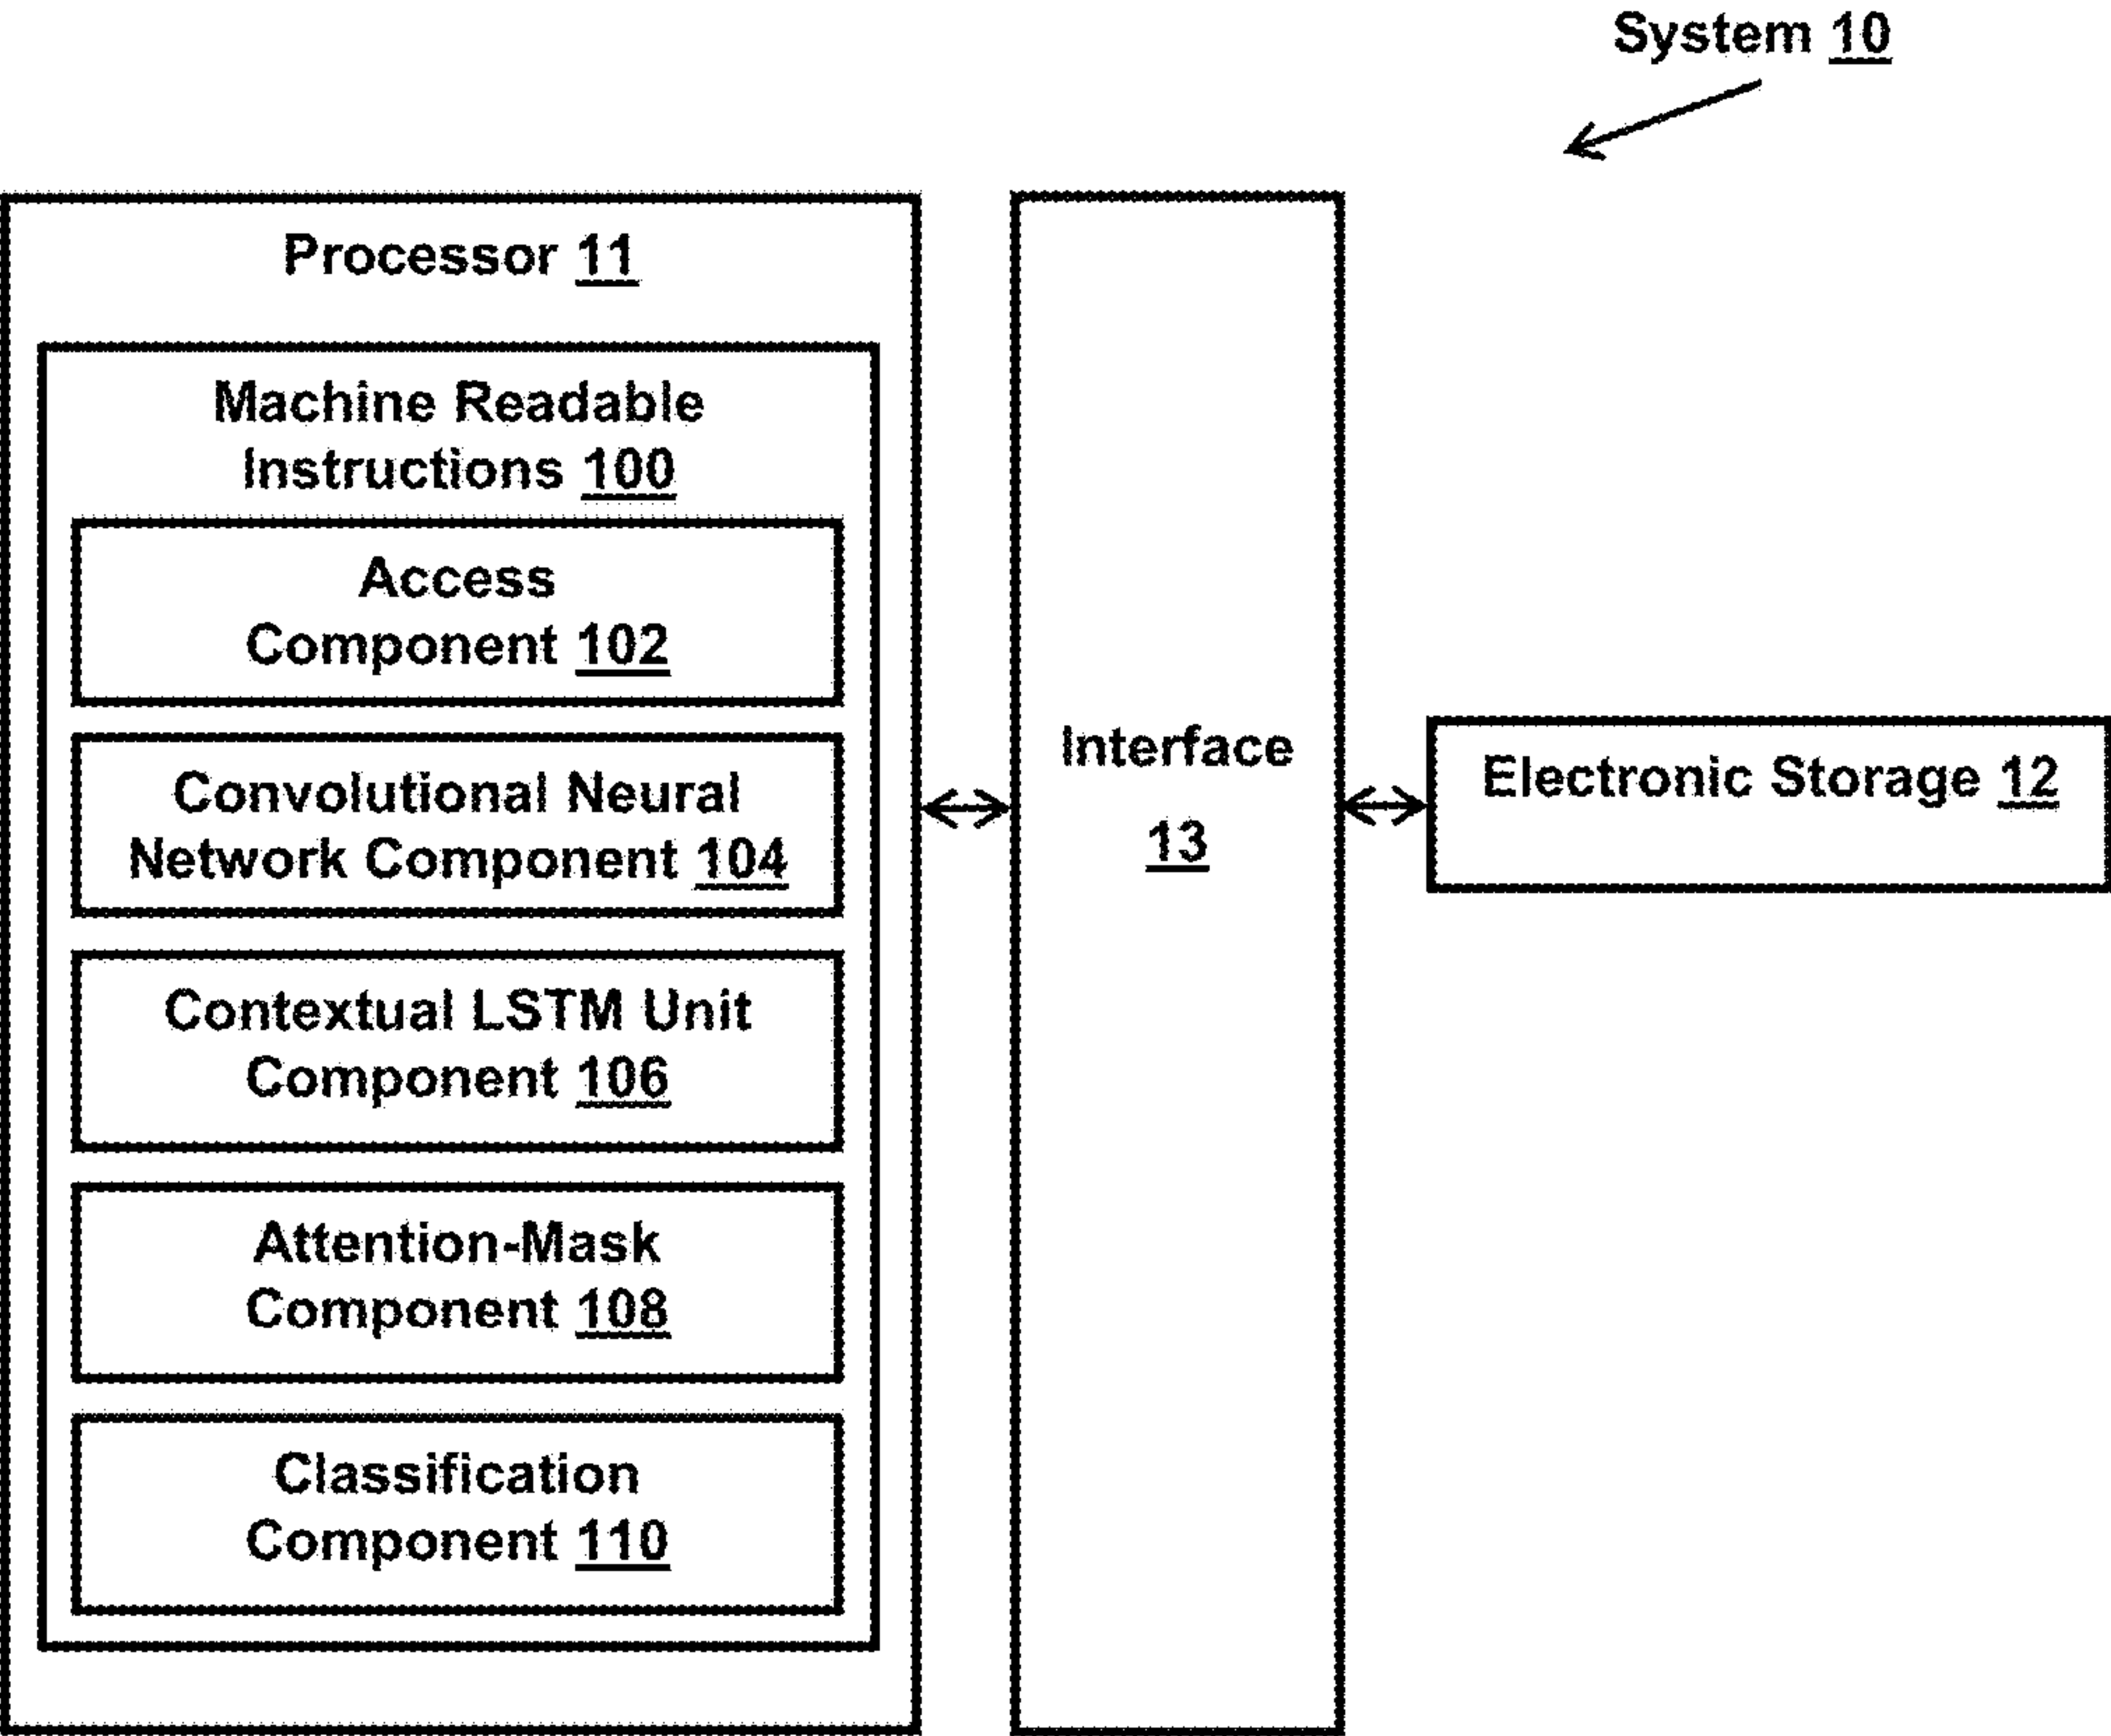 System 10
Processor 11
Machine Readable
Instructions 100
Access
Component 102
Convolutional Neural
Network Component 104
Contextual LSTM Unit
Component 106
Attention-Mask
Component 108
Classification
Component 110
Interface
13
Electronic Storage 12